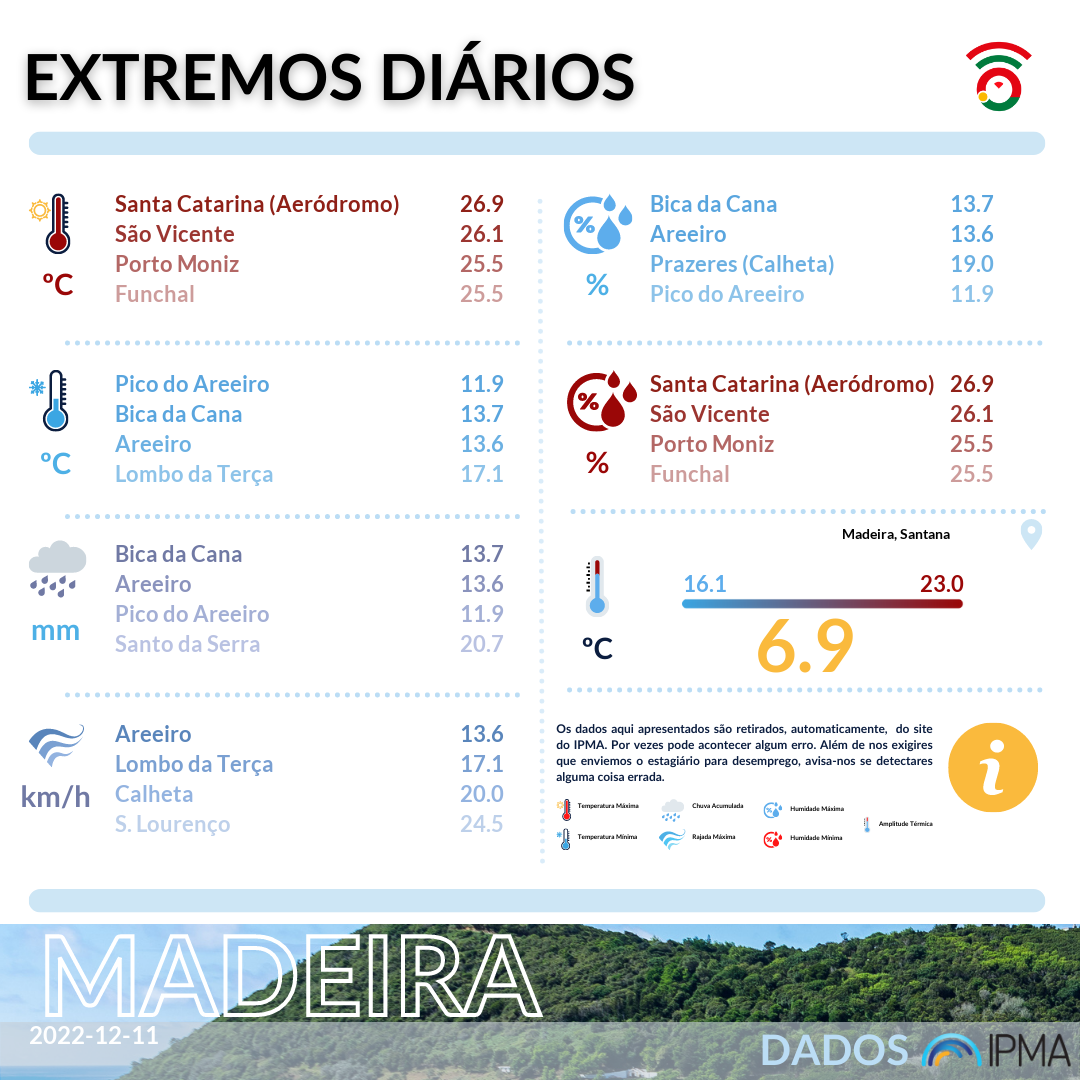 EXTREMOS DIÁRIOS
Santa Catarina (Aeródromo) 26.9
São Vicente 26.1
Porto Moniz 25.5
Funchal 25.5
ºC
Pico do Areeiro 11.9
Bica da Cana 13.7
Areeiro 13.6
Lombo da Terça 17.1
ºC
Bica da Cana 13.7
Areeiro 13.6
Pico do Areeiro 11.9
Santo da Serra 20.7
mm
Areeiro 13.6
Lombo da Terça 17.1
Calheta 20.0
S. Lourenço 24.5
km/h
%
Bica da Cana 13.7
Areeiro 13.6
Prazeres (Calheta) 19.0
Pico do Areeiro 11.9
%
%
Santa Catarina (Aeródromo) 26.9
São Vicente 26.1
Porto Moniz 25.5
Funchal 25.5
%
Madeira, Santana
16.1 23.0
6.9
ºC
Os dados aqui apresentados são retirados, automaticamente, do site
do IPMA. Por vezes pode acontecer algum erro. Além de nos exigires
que enviemos o estagiário para desemprego, avisa-nos se detectares
alguma coisa errada.
i
Temperatura Máxima
Chuva Acumulada
Humidade Máxima
Amplitude Térmica
Temperatura Mínima
Rajada Máxima
Humidade Mínima
MADEIRA
2022-12-11
DADOS IPMA